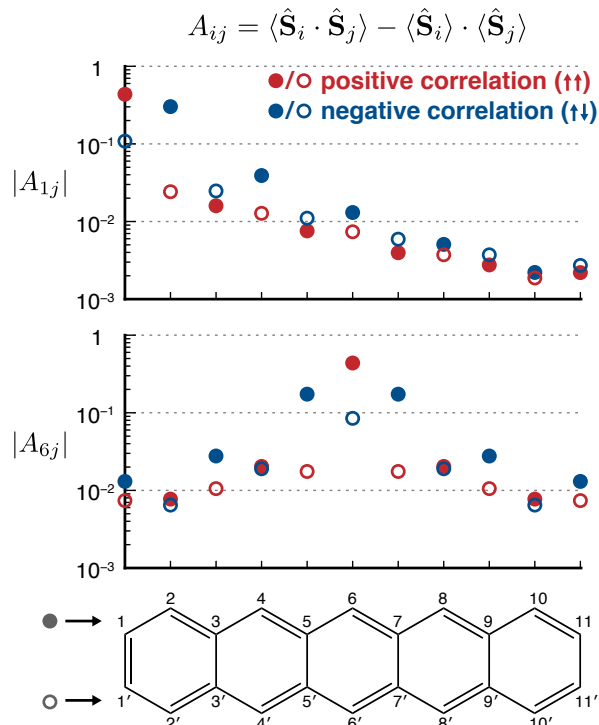 A_{ij} = ⟨Ŝ_i · Ŝ_j⟩ − ⟨Ŝ_i⟩ · ⟨Ŝ_j⟩
1
●/○ positive correlation (↑↑)
●/○ negative correlation (↑↓)
10⁻¹
|A_{1j}|
10⁻²
10⁻³
1
10⁻¹
|A_{6j}|
10⁻²
10⁻³
2 4 6 8 10
1 3 5 7 9 11
1′ 3′ 5′ 7′ 9′ 11′
2′ 4′ 6′ 8′ 10′